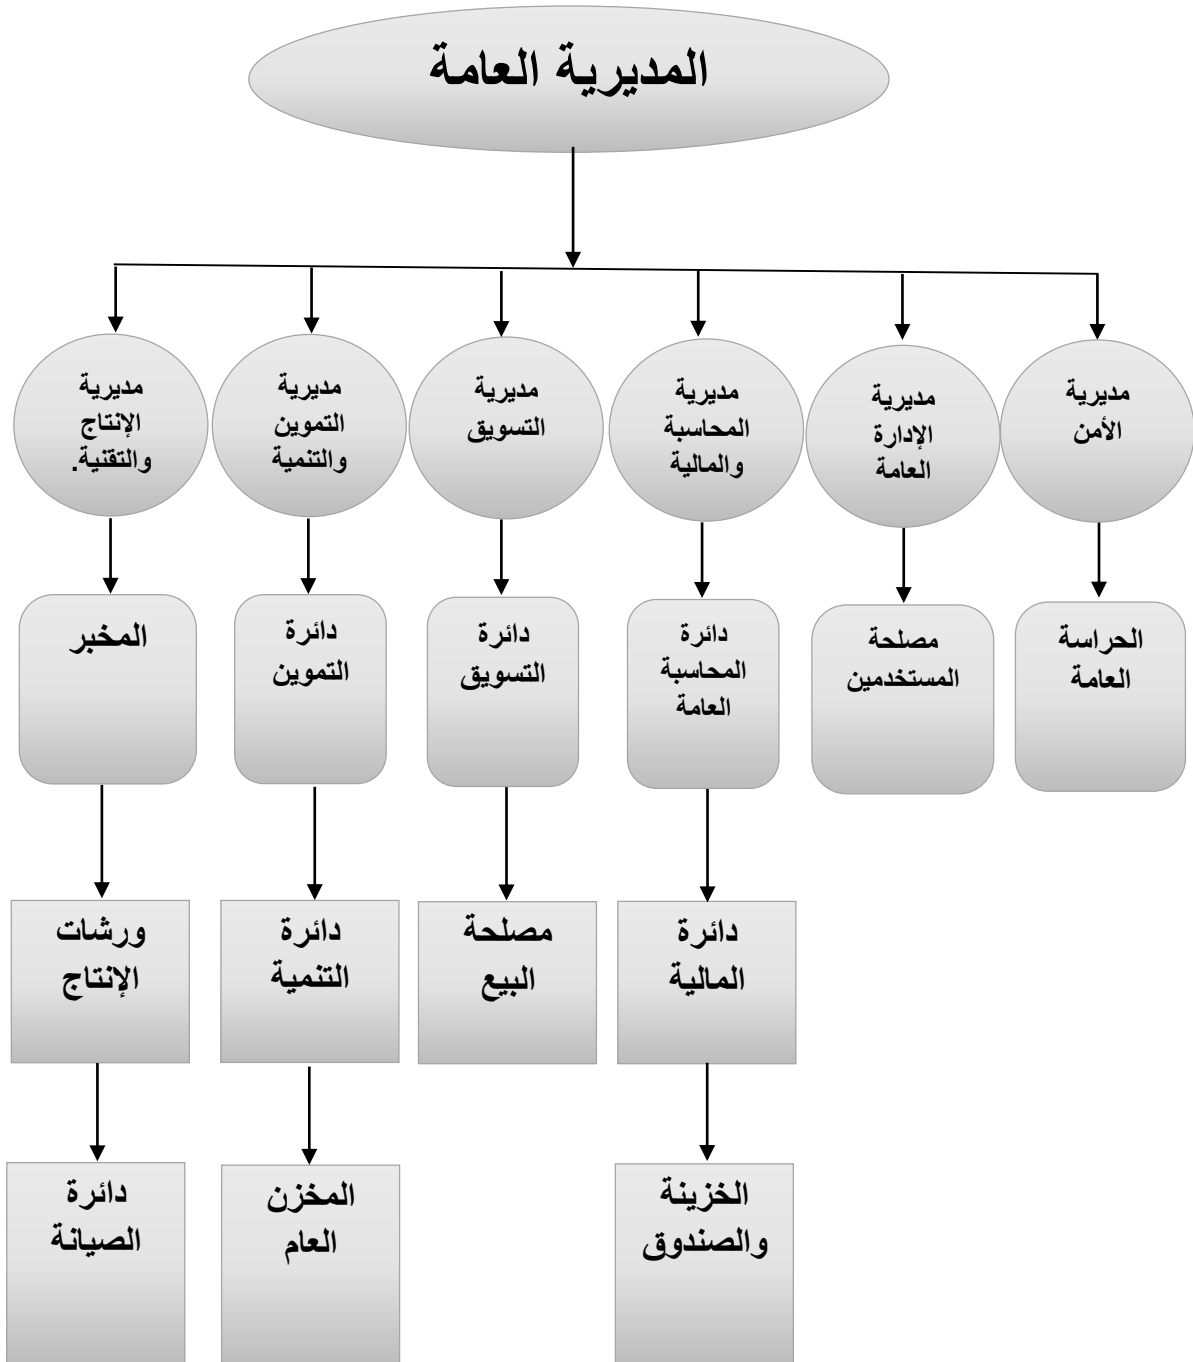 المديرية العامة
مديرية
الأمن
مديرية
الإدارة
العامة
مديرية
المحاسبة
والمالية
مديرية
التسويق
مديرية
التموين
والتنمية
مديرية
الإنتاج
والتقنية.
الحراسة
العامة
مصلحة
المستخدمين
دائرة
المحاسبة
العامة
دائرة
التسويق
دائرة
التموين
المخبر
دائرة
المالية
مصلحة
البيع
دائرة
التنمية
ورشات
الإنتاج
الخزينة
والصندوق
المخزن
العام
دائرة
الصيانة